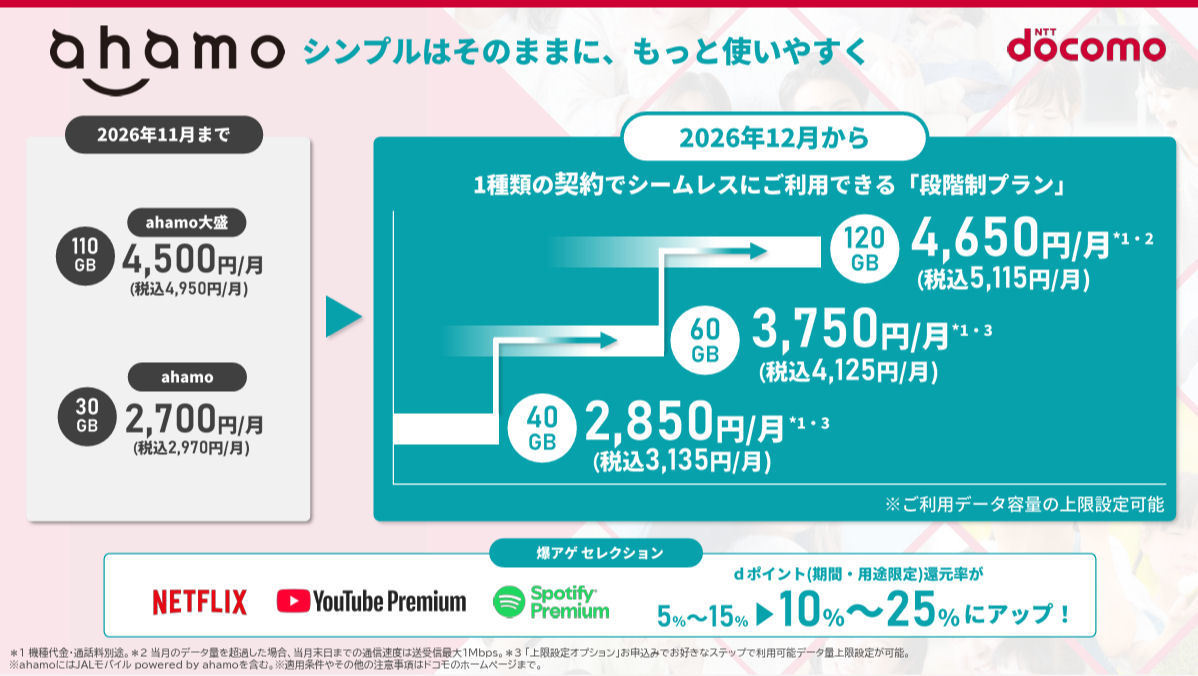 ahamo シンプルはそのままに、もっと使いやすく
NTT
docomo
2026年11月まで
ahamo大盛
110
GB
4,500円/月
(税込4,950円/月)
ahamo
30
GB
2,700円/月
(税込2,970円/月)
2026年12月から
1種類の契約でシームレスにご利用できる「段階制プラン」
120
GB
4,650円/月*1・2
(税込5,115円/月)
60
GB
3,750円/月*1・3
(税込4,125円/月)
40
GB
2,850円/月*1・3
(税込3,135円/月)
※ご利用データ容量の上限設定可能
爆アゲ セレクション
NETFLIX
YouTube Premium
Spotify
Premium
dポイント(期間・用途限定)還元率が
5%～15%▶10%～25%にアップ！
＊1 機種代金・通話料別途。＊2 当月のデータ量を超過した場合、当月末日までの通信速度は送受信最大1Mbps。＊3「上限設定オプション」お申込みでお好きなステップで利用可能データ量上限設定が可能。
※ahamoにはJALモバイル powered by ahamoを含む。※適用条件やその他の注意事項はドコモのホームページまで。